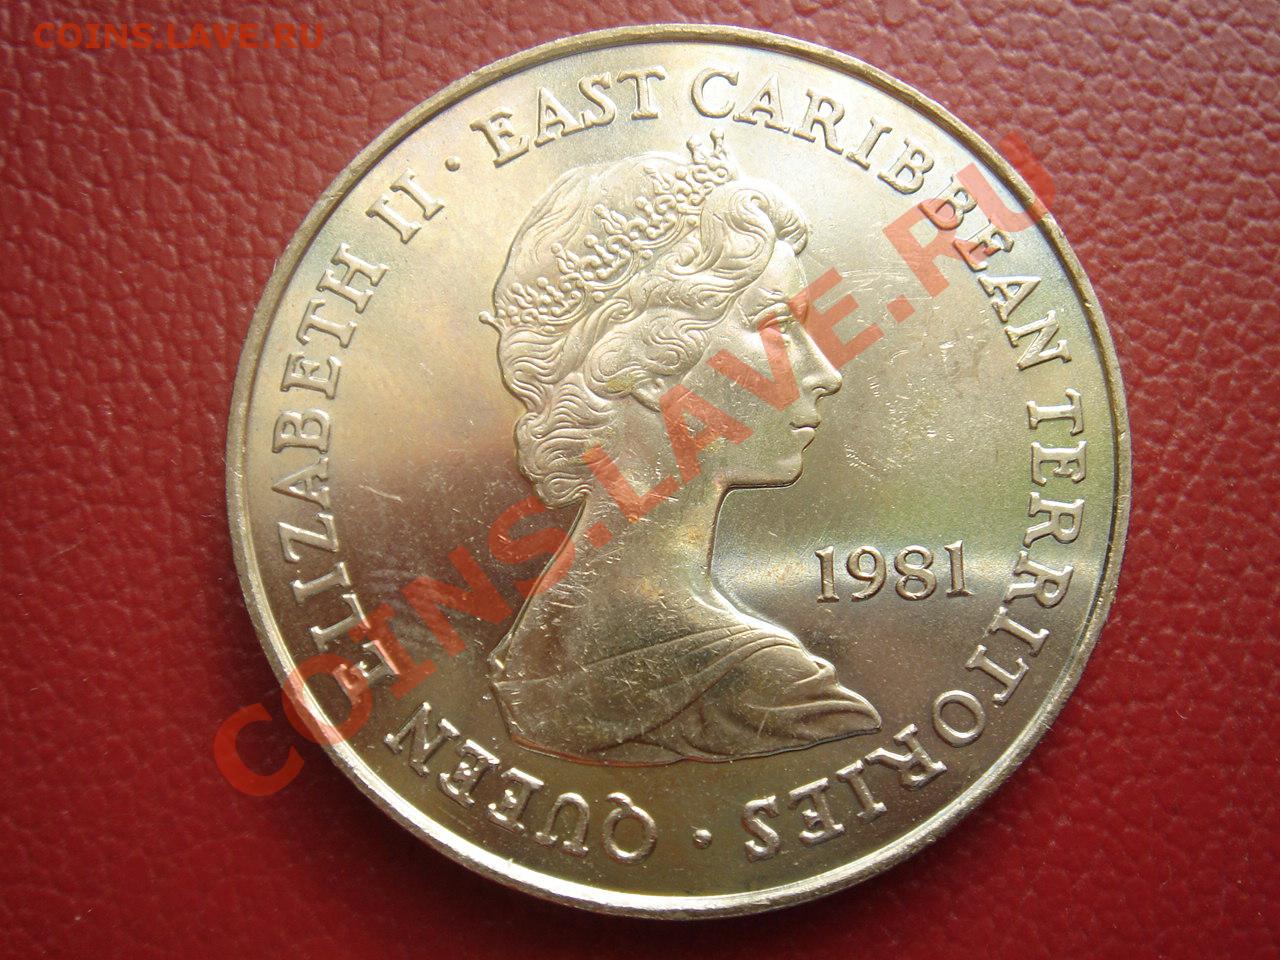 COINS.LAVE.RU
QUEEN ELIZABETH II · EAST CARIBBEAN TERRITORIES ·
1981
COINS.LAVE.RU